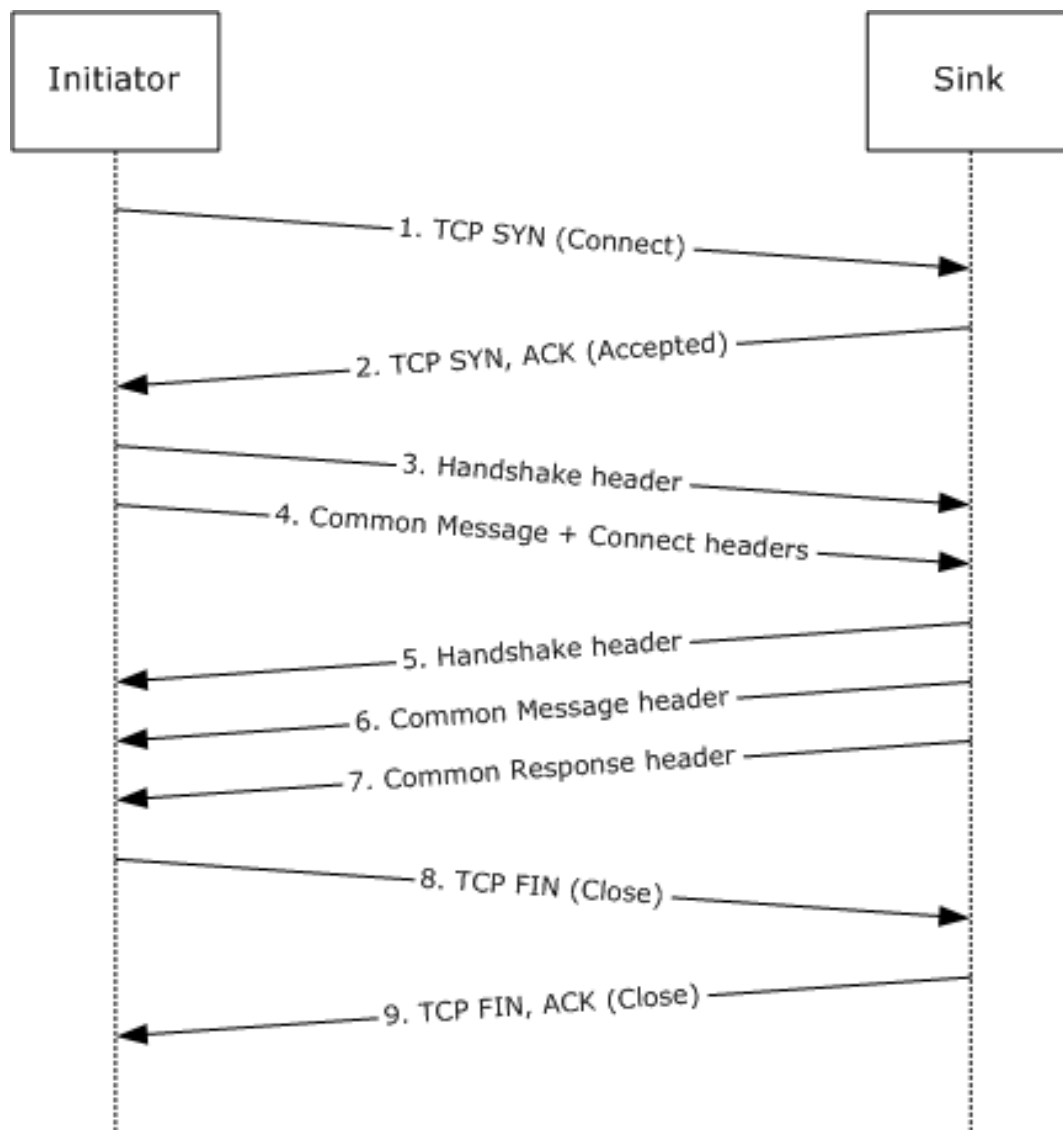 Initiator
Sink
1. TCP SYN (Connect)
2. TCP SYN, ACK (Accepted)
3. Handshake header
4. Common Message + Connect headers
5. Handshake header
6. Common Message header
7. Common Response header
8. TCP FIN (Close)
9. TCP FIN, ACK (Close)